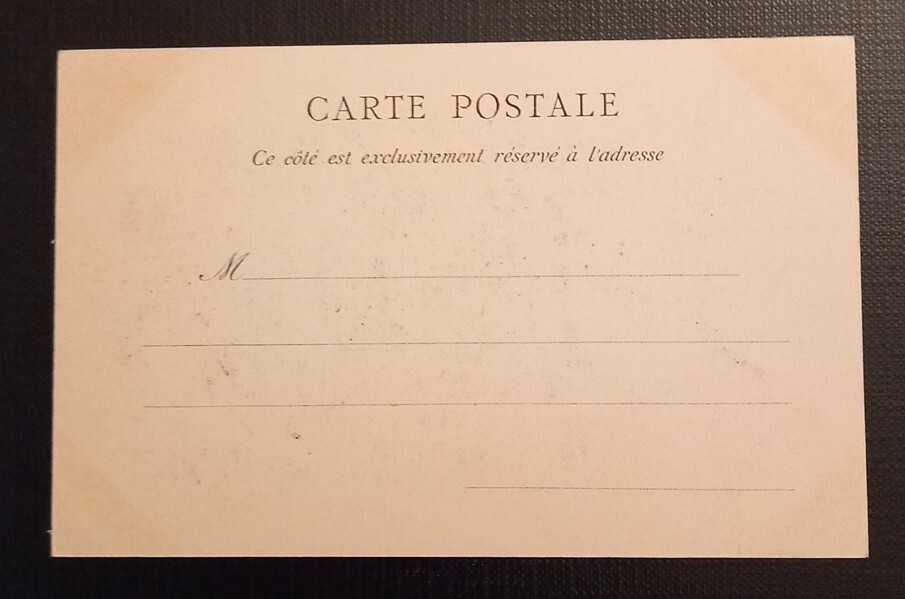 CARTE POSTALE
Ce côté est exclusivement réservé à l'adresse
M